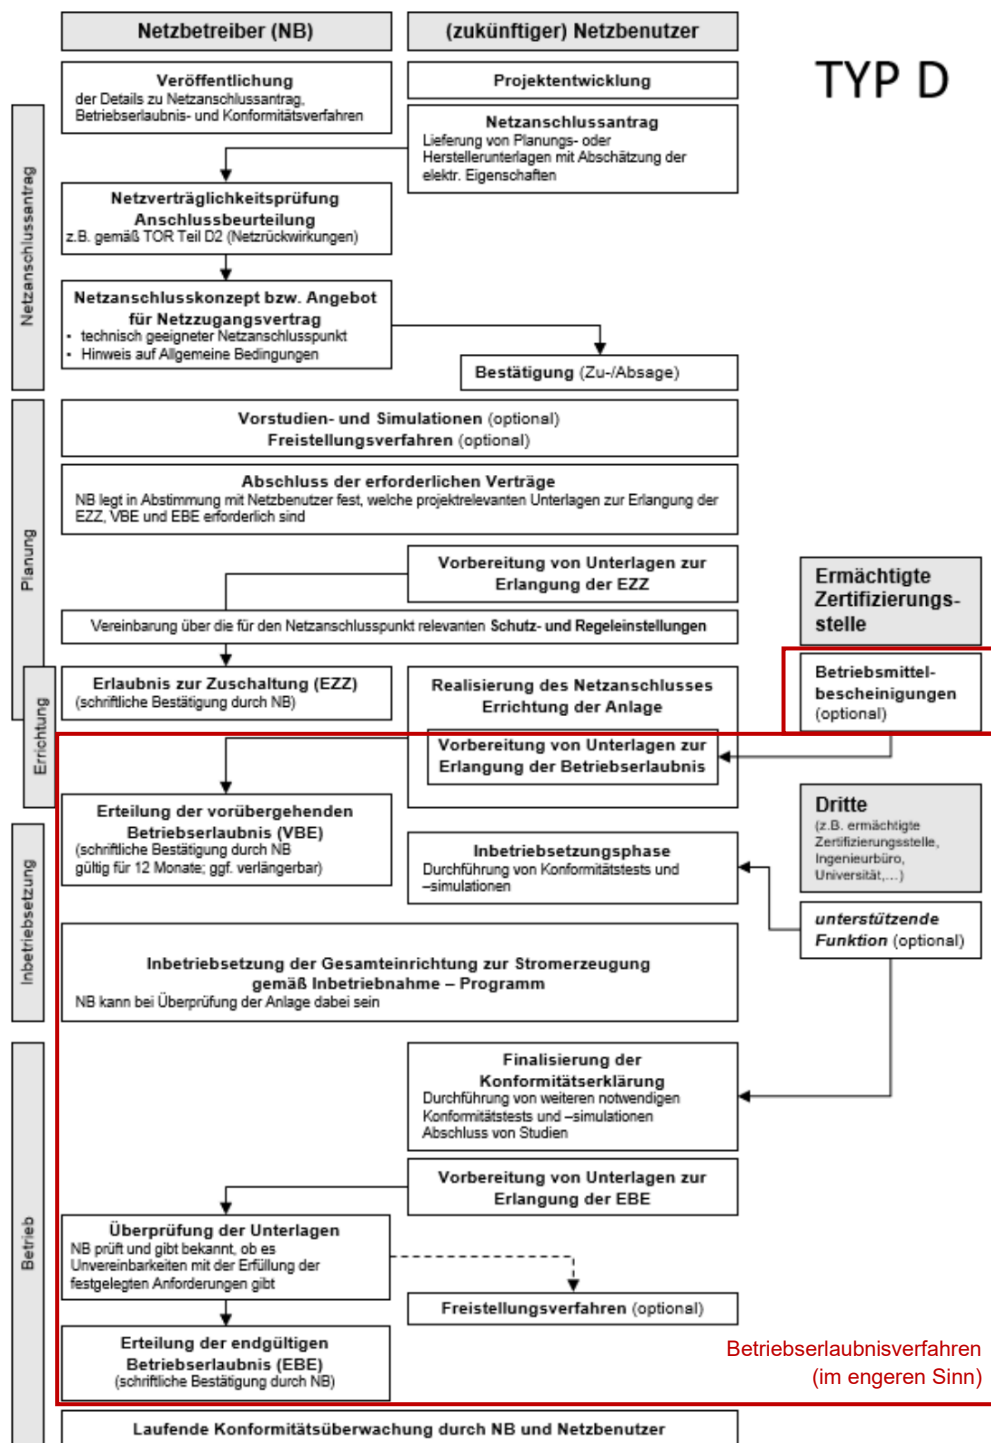 Netzbetreiber (NB)
(zukünftiger) Netzbenutzer
TYP D
Veröffentlichung
der Details zu Netzanschlussantrag,
Betriebserlaubnis- und Konformitätsverfahren
Projektentwicklung
Netzanschlussantrag
Netzanschlussantrag
Lieferung von Planungs- oder
Herstellerunterlagen mit Abschätzung der
elektr. Eigenschaften
Netzverträglichkeitsprüfung
Anschlussbeurteilung
z.B. gemäß TOR Teil D2 (Netzrückwirkungen)
Netzanschlusskonzept bzw. Angebot
für Netzzugangsvertrag
• technisch geeigneter Netzanschlusspunkt
• Hinweis auf Allgemeine Bedingungen
Bestätigung (Zu-/Absage)
Planung
Vorstudien- und Simulationen (optional)
Freistellungsverfahren (optional)
Abschluss der erforderlichen Verträge
NB legt in Abstimmung mit Netzbenutzer fest, welche projektrelevanten Unterlagen zur Erlangung der
EZZ, VBE und EBE erforderlich sind
Vorbereitung von Unterlagen zur
Erlangung der EZZ
Ermächtigte
Zertifizierungs-
stelle
Vereinbarung über die für den Netzanschlusspunkt relevanten Schutz- und Regeleinstellungen
Errichtung
Erlaubnis zur Zuschaltung (EZZ)
(schriftliche Bestätigung durch NB)
Realisierung des Netzanschlusses
Errichtung der Anlage
Betriebsmittel-
bescheinigungen
(optional)
Vorbereitung von Unterlagen zur
Erlangung der Betriebserlaubnis
Erteilung der vorübergehenden
Betriebserlaubnis (VBE)
(schriftliche Bestätigung durch NB
gültig für 12 Monate; ggf. verlängerbar)
Dritte
(z.B. ermächtigte
Zertifizierungsstelle,
Ingenieurbüro,
Universität,…)
Inbetriebsetzung
Inbetriebsetzungsphase
Durchführung von Konformitätstests und
–simulationen
unterstützende
Funktion (optional)
Inbetriebsetzung der Gesamteinrichtung zur Stromerzeugung
gemäß Inbetriebnahme – Programm
NB kann bei Überprüfung der Anlage dabei sein
Betrieb
Finalisierung der
Konformitätserklärung
Durchführung von weiteren notwendigen
Konformitätstests und –simulationen
Abschluss von Studien
Vorbereitung von Unterlagen zur
Erlangung der EBE
Überprüfung der Unterlagen
NB prüft und gibt bekannt, ob es
Unvereinbarkeiten mit der Erfüllung der
festgelegten Anforderungen gibt
Freistellungsverfahren (optional)
Erteilung der endgültigen
Betriebserlaubnis (EBE)
(schriftliche Bestätigung durch NB)
Betriebserlaubnisverfahren
(im engeren Sinn)
Laufende Konformitätsüberwachung durch NB und Netzbenutzer